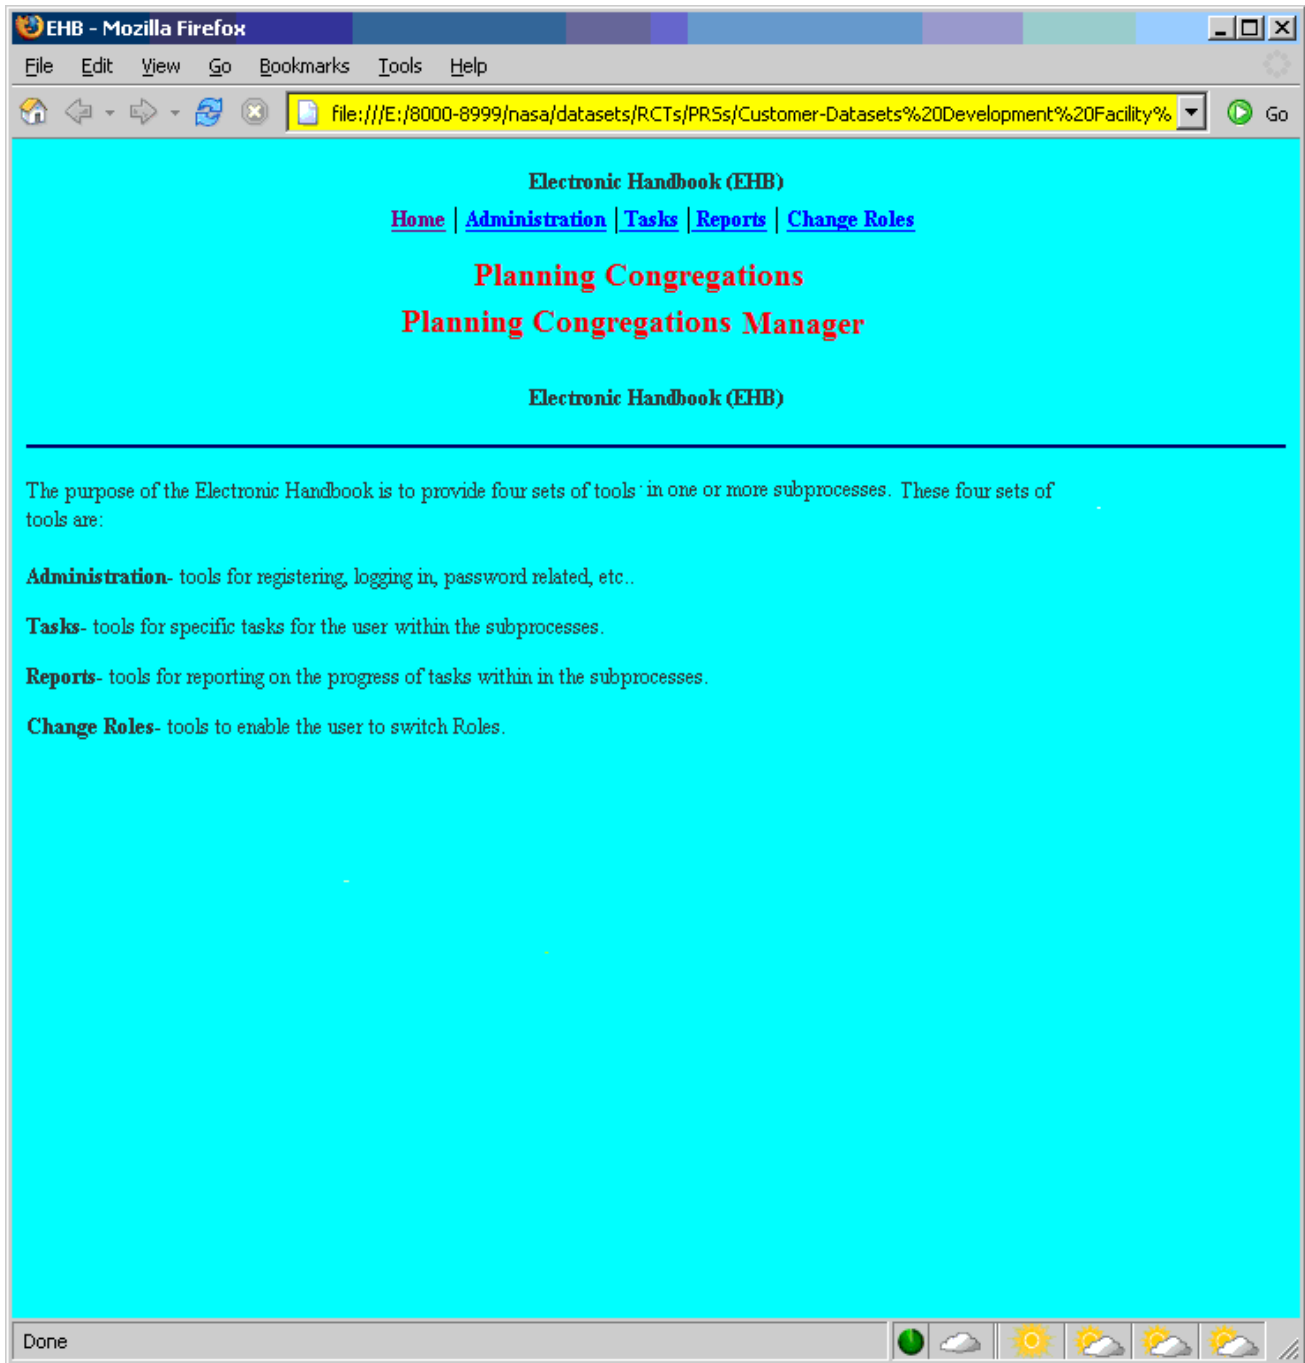 EHB - Mozilla Firefox
File Edit View Go Bookmarks Tools Help
file:///E:/8000-8999/nasa/datasets/RCTs/PRSs/Customer-Datasets%20Development%20Facility% Go
Electronic Handbook (EHB)
Home | Administration | Tasks | Reports | Change Roles
Planning Congregations
Planning Congregations Manager
Electronic Handbook (EHB)
The purpose of the Electronic Handbook is to provide four sets of tools in one or more subprocesses. These four sets of
tools are:
Administration- tools for registering, logging in, password related, etc..
Tasks- tools for specific tasks for the user within the subprocesses.
Reports- tools for reporting on the progress of tasks within in the subprocesses.
Change Roles- tools to enable the user to switch Roles.
Done